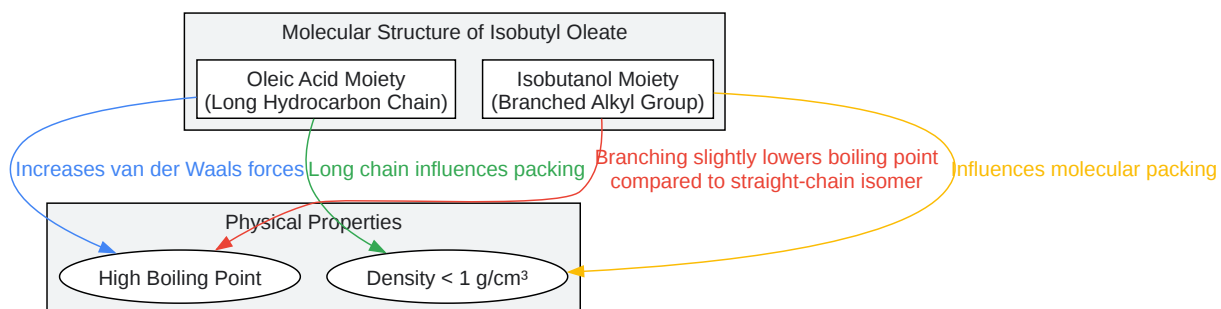 Molecular Structure of Isobutyl Oleate
Oleic Acid Moiety
(Long Hydrocarbon Chain)
Isobutanol Moiety
(Branched Alkyl Group)
Increases van der Waals forces
Long chain influences packing
Branching slightly lowers boiling point
compared to straight-chain isomer
Influences molecular packing
Physical Properties
High Boiling Point
Density < 1 g/cm³